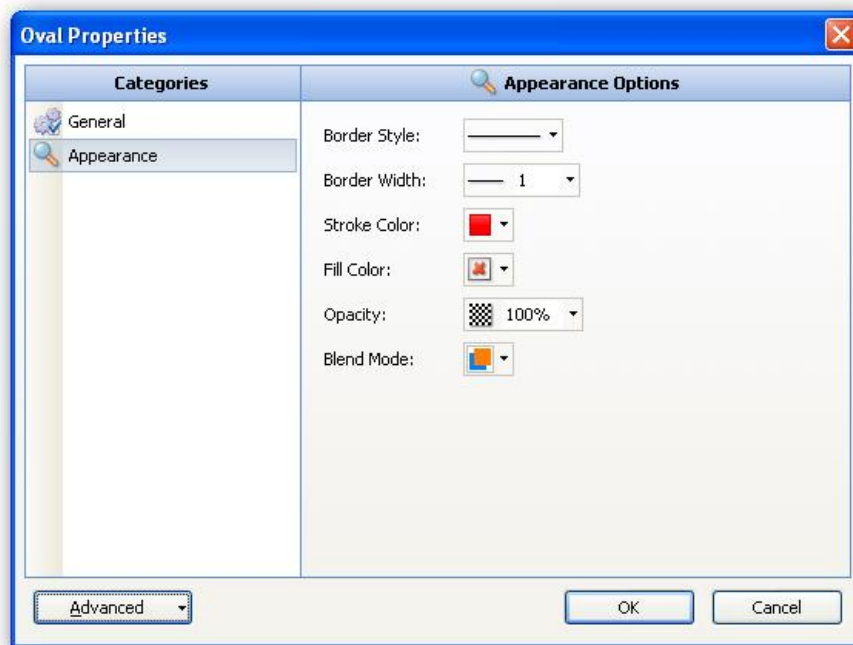 Oval Properties
Categories
Appearance Options
General
Appearance
Border Style:
Border Width: 1
Stroke Color:
Fill Color:
Opacity: 100%
Blend Mode:
Advanced OK Cancel